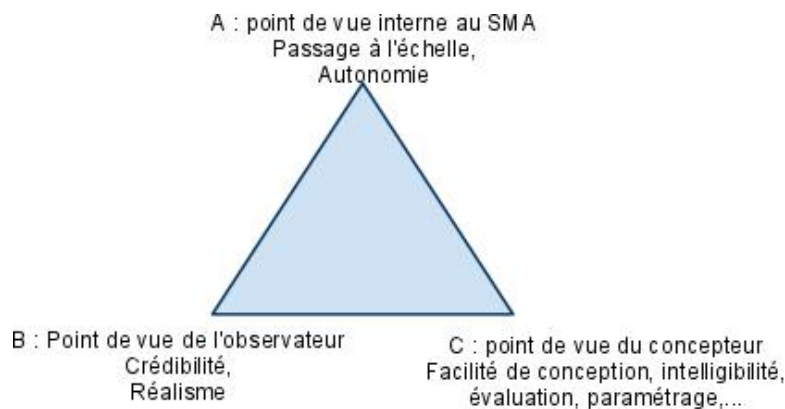 A : point de vue interne au SMA
Passage à l'échelle,
Autonomie
B : Point de vue de l'observateur
Crédibilité,
Réalisme
C : point de vue du concepteur
Facilité de conception, intelligibilité,
évaluation, paramétrage,...